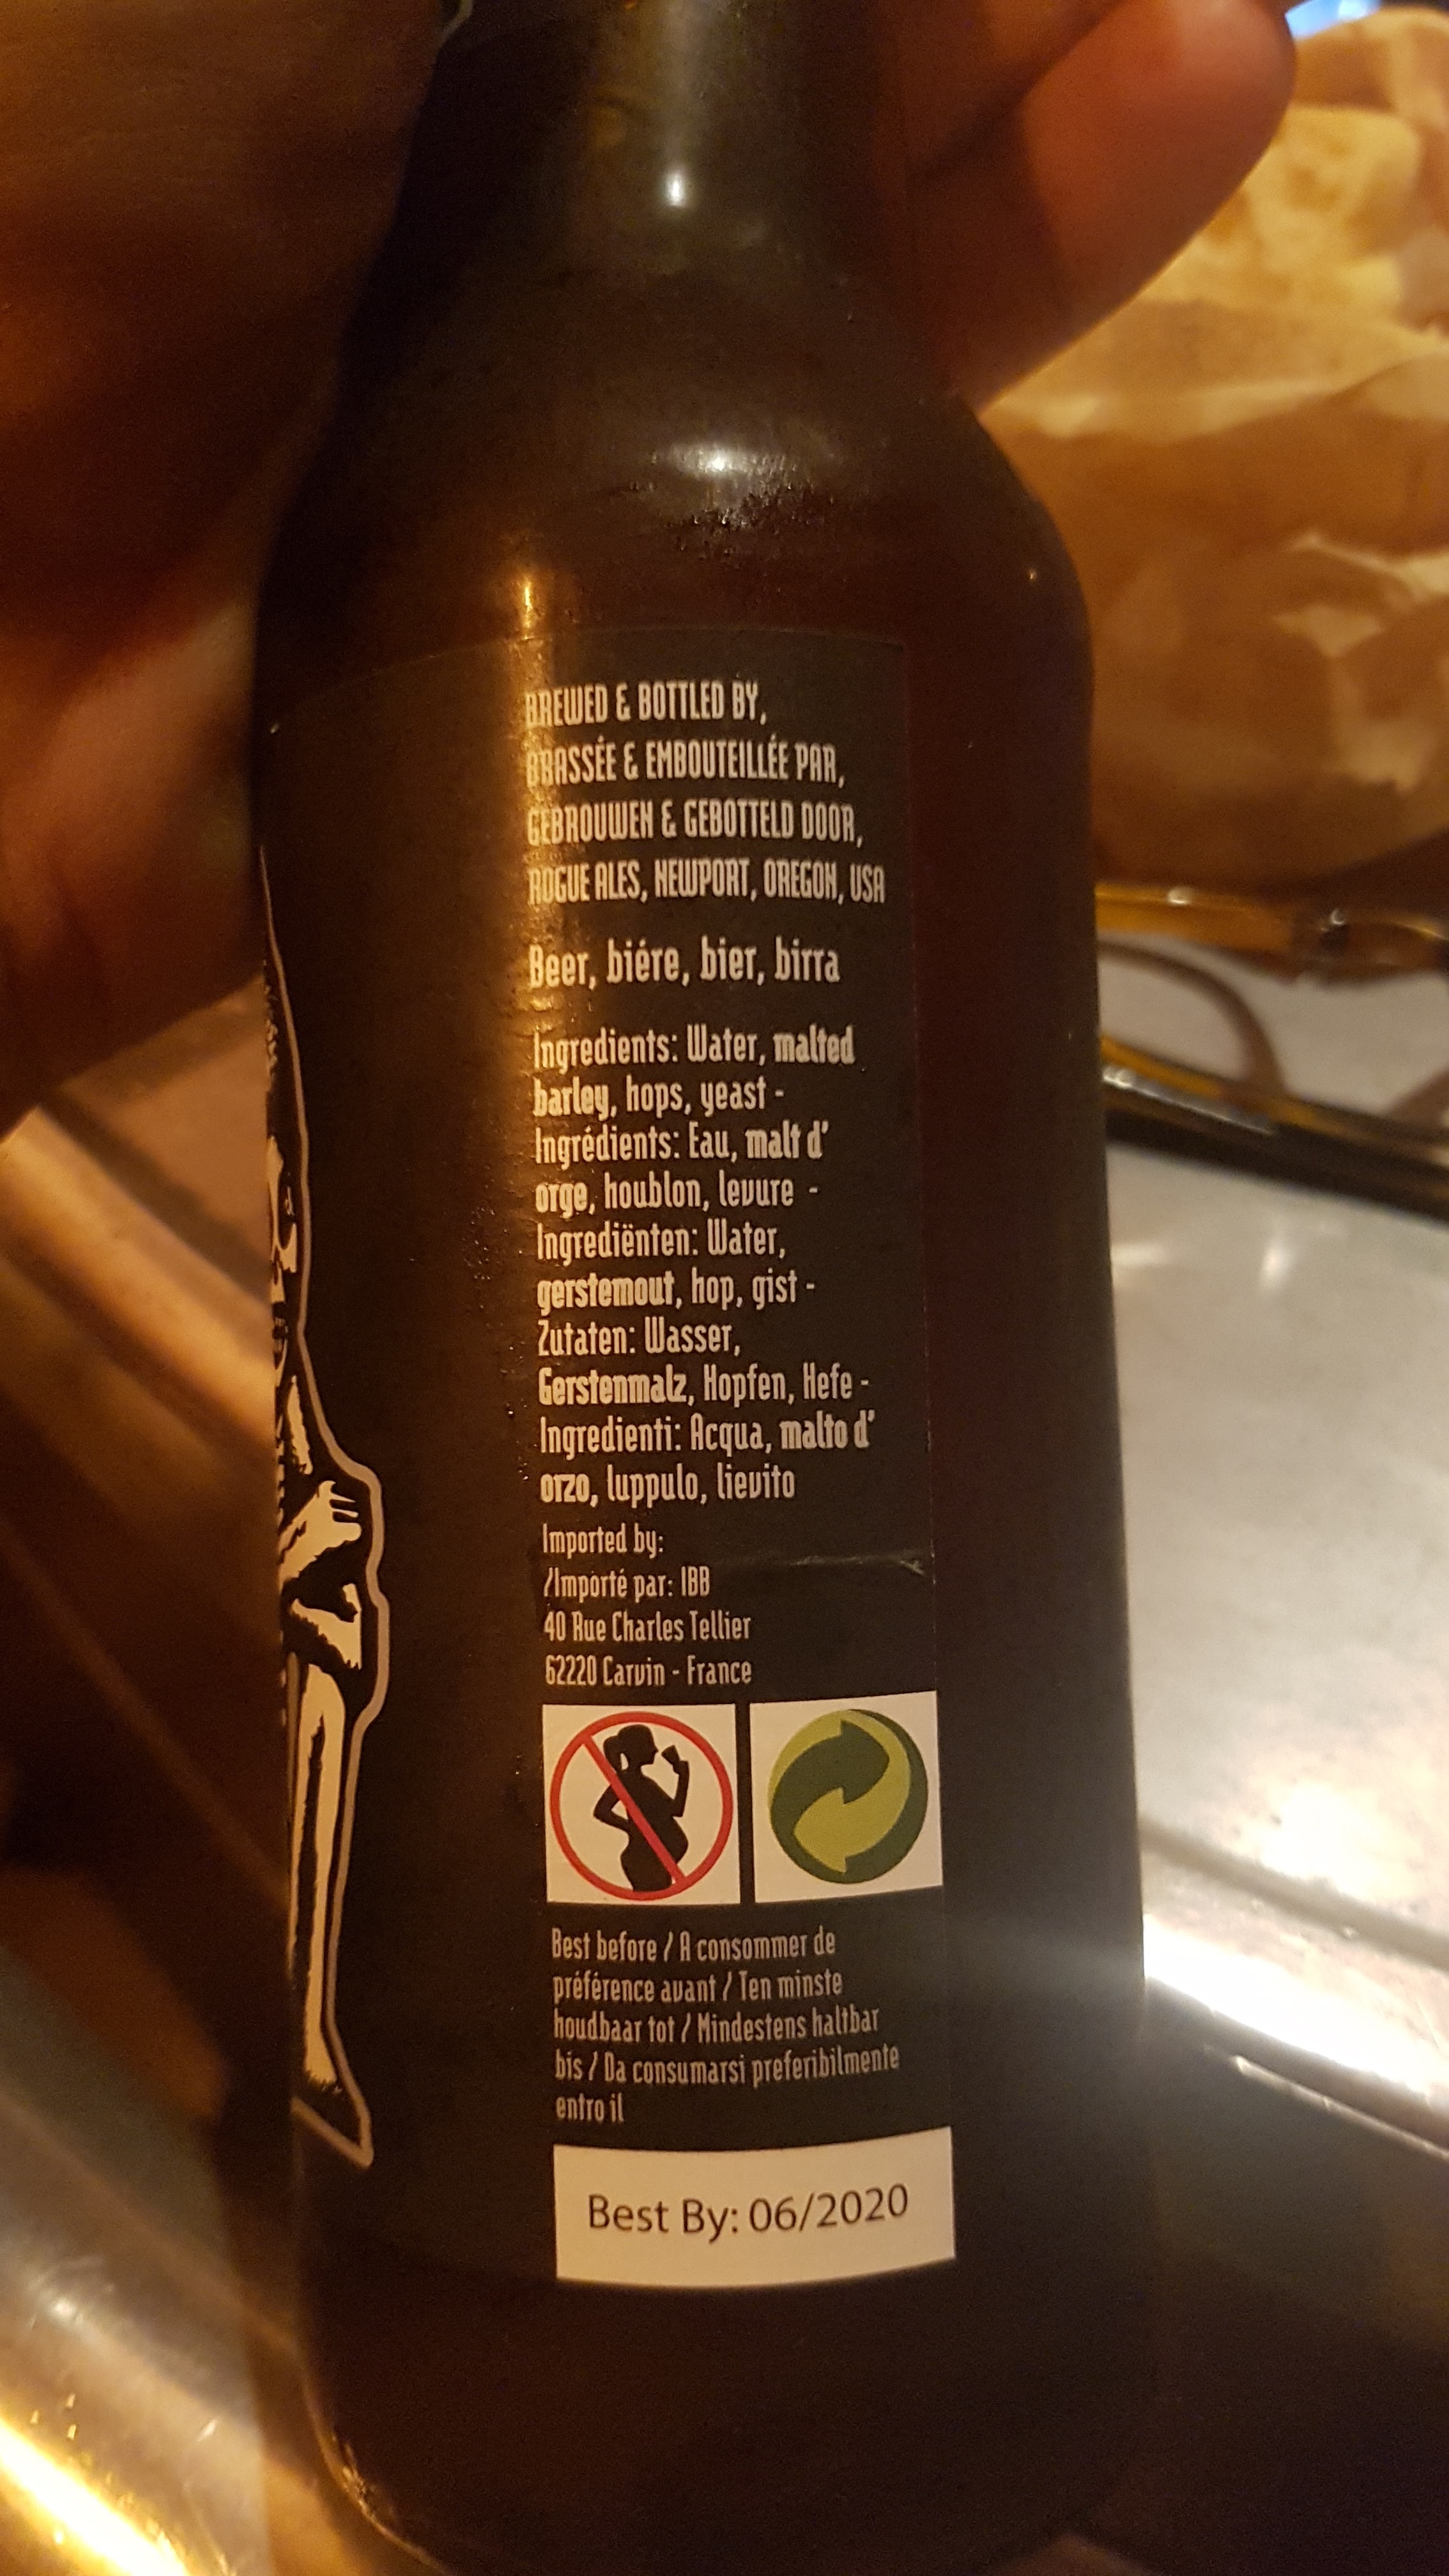 BREWED & BOTTLED BY,
BRASSÉE & EMBOUTEILLÉE PAR,
GEBROUWEN & GEBOTTELD DOOR,
ROGUE ALES, NEWPORT, OREGON, USA
Beer, biére, bier, birra
Ingredients: Water, malted
barley, hops, yeast -
Ingrédients: Eau, malt d'
orge, houblon, levure -
Ingrediënten: Water,
gerstemout, hop, gist -
Zutaten: Wasser,
Gerstenmalz, Hopfen, Hefe -
Ingredienti: Acqua, malto d'
orzo, luppulo, lievito
Imported by:
/Importé par: IBB
40 Rue Charles Tellier
62220 Carvin - France
Best before / A consommer de
préférence avant / Ten minste
houdbaar tot / Mindestens haltbar
bis / Da consumarsi preferibilmente
entro il
Best By: 06/2020